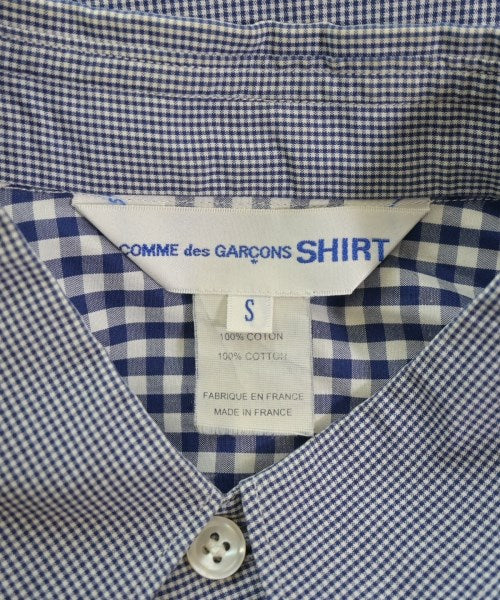 COMME des GARÇONS SHIRT
S
100% COTON
100% COTTON
FABRIQUE EN FRANCE
MADE IN FRANCE